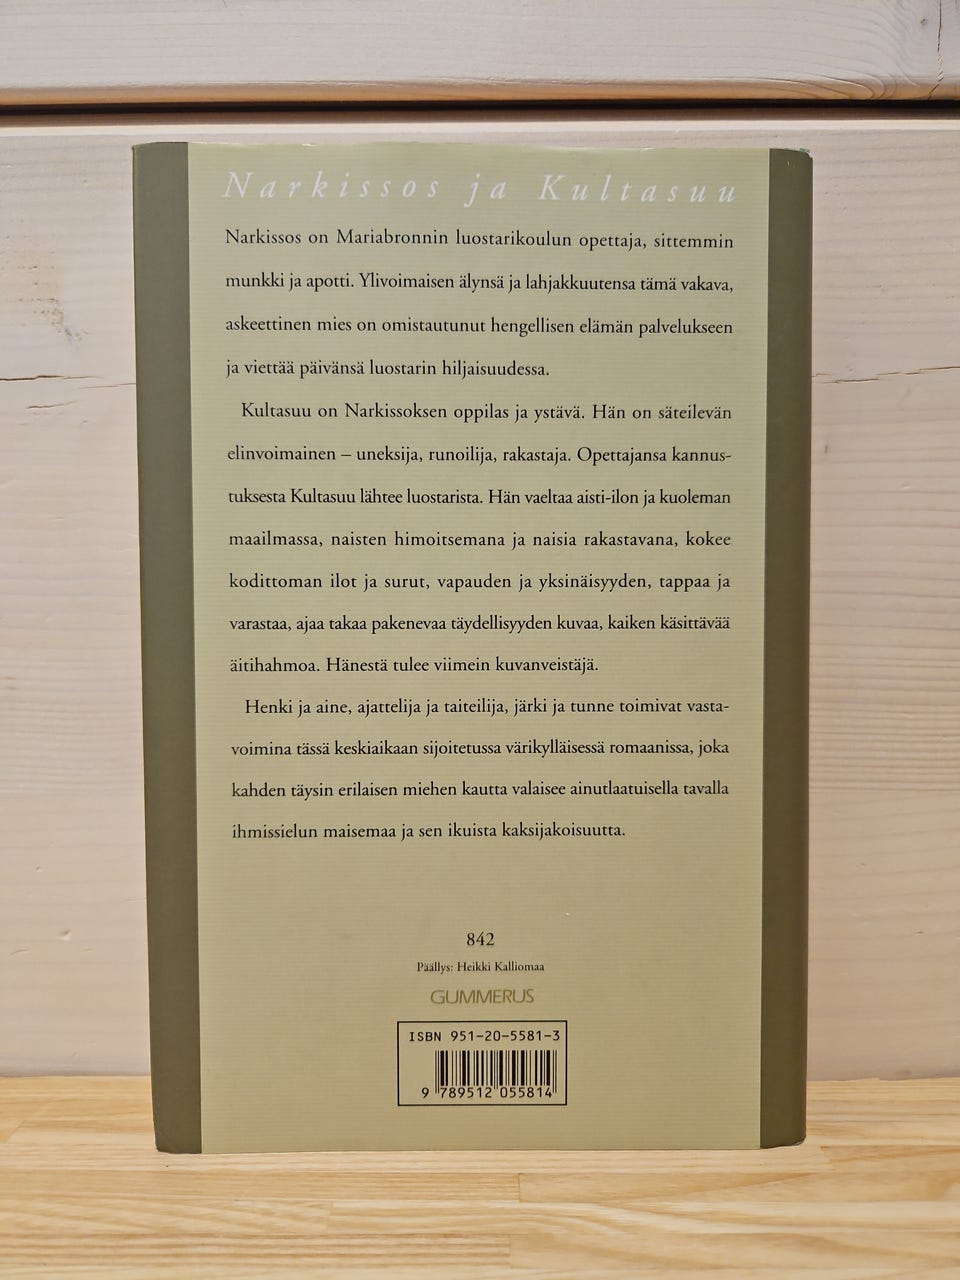 Narkissos ja Kultasuu
Narkissos on Mariabronnin luostarikoulun opettaja, sittemmin
munkki ja apotti. Ylivoimaisen älynsä ja lahjakkuutensa tämä vakava,
askeettinen mies on omistautunut hengellisen elämän palvelukseen
ja viettää päivänsä luostarin hiljaisuudessa.
Kultasuu on Narkissoksen oppilas ja ystävä. Hän on säteilevän
elinvoimainen – uneksija, runoilija, rakastaja. Opettajansa kannus-
tuksesta Kultasuu lähtee luostarista. Hän vaeltaa aisti-ilon ja kuoleman
maailmassa, naisten himoitsemana ja naisia rakastavana, kokee
kodittoman ilot ja surut, vapauden ja yksinäisyyden, tappaa ja
varastaa, ajaa takaa pakenevaa täydellisyyden kuvaa, kaiken käsittävää
äitihahmoa. Hänestä tulee viimein kuvanveistäjä.
Henki ja aine, ajattelija ja taiteilija, järki ja tunne toimivat vasta-
voimina tässä keskiaikaan sijoitetussa värikylläisessä romaanissa, joka
kahden täysin erilaisen miehen kautta valaisee ainutlaatuisella tavalla
ihmissielun maisemaa ja sen ikuista kaksijakoisuutta.
842
Päällys: Heikki Kalliomaa
GUMMERUS
ISBN 951-20-5581-3
9 789512 055814